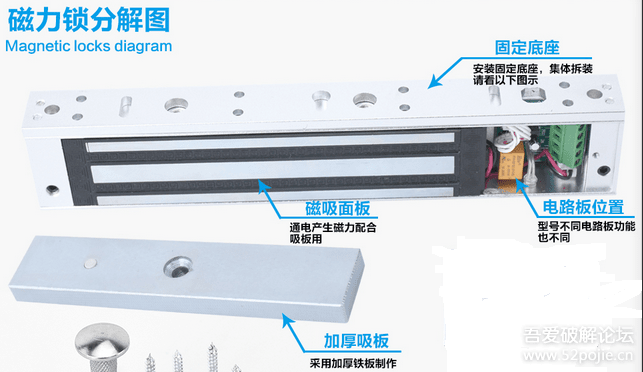 磁力锁分解图
Magnetic locks diagram
固定底座
安装固定底座，集体拆装
请看以下图示
磁吸面板
通电产生磁力配合
吸板用
电路板位置
型号不同电路板功能
也不同
加厚吸板
采用加厚铁板制作
吾爱破解论坛
www.52pojie.cn